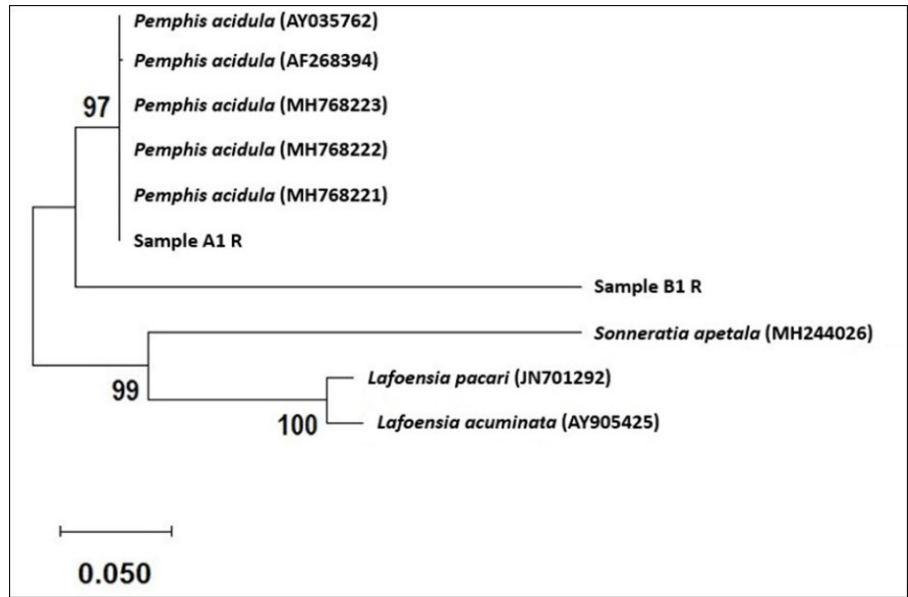 Pemphis acidula (AY035762)
Pemphis acidula (AF268394)
97
Pemphis acidula (MH768223)
Pemphis acidula (MH768222)
Pemphis acidula (MH768221)
Sample A1 R
Sample B1 R
Sonneratia apetala (MH244026)
Lafoensia pacari (JN701292)
99
Lafoensia acuminata (AY905425)
100
0.050